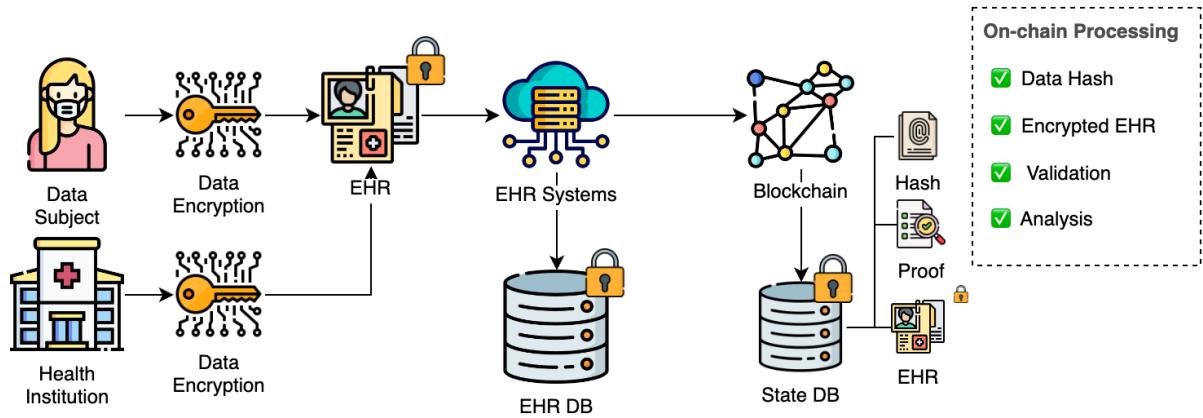 Data
Subject
Data
Encryption
EHR
EHR Systems
Blockchain
Hash
Proof
EHR
Health
Institution
Data
Encryption
EHR DB
State DB
On-chain Processing
Data Hash
Encrypted EHR
Validation
Analysis